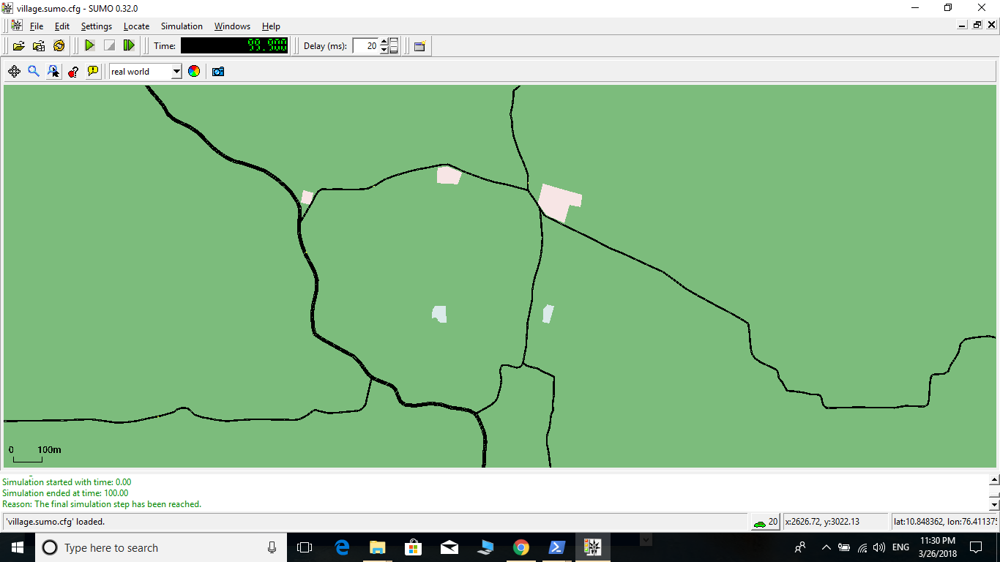 village.sumo.cfg - SUMO 0.32.0
File Edit Settings Locate Simulation Windows Help
Time: 99.900 Delay (ms): 20
real world
0 100m
Simulation started with time: 0.00
Simulation ended at time: 100.00
Reason: The final simulation step has been reached.
'village.sumo.cfg' loaded. 20 x:2626.72, y:3022.13 lat:10.848362, lon:76.411375
Type here to search ENG 11:30 PM
3/26/2018